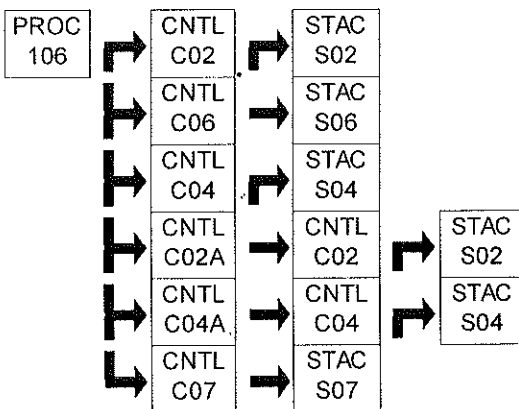 PROC
106
CNTL
C02
STAC
S02
CNTL
C06
STAC
S06
CNTL
C04
STAC
S04
CNTL
C02A
CNTL
C02
STAC
S02
CNTL
C04A
CNTL
C04
STAC
S04
CNTL
C07
STAC
S07